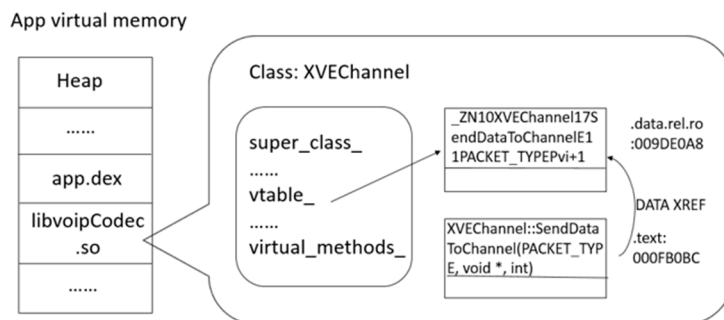 App virtual memory
Heap
......
app.dex
libvoipCodec
.so
......
Class: XVEChannel
super_class_
......
vtable_
......
virtual_methods_
_ZN10XVEChannel17S
endDataToChannelE1
1PACKET_TYPEPvi+1
.data.rel.ro
:009DE0A8
DATA XREF
XVEChannel::SendData
ToChannel(PACKET_TYP
E, void *, int)
.text:
000FB0BC